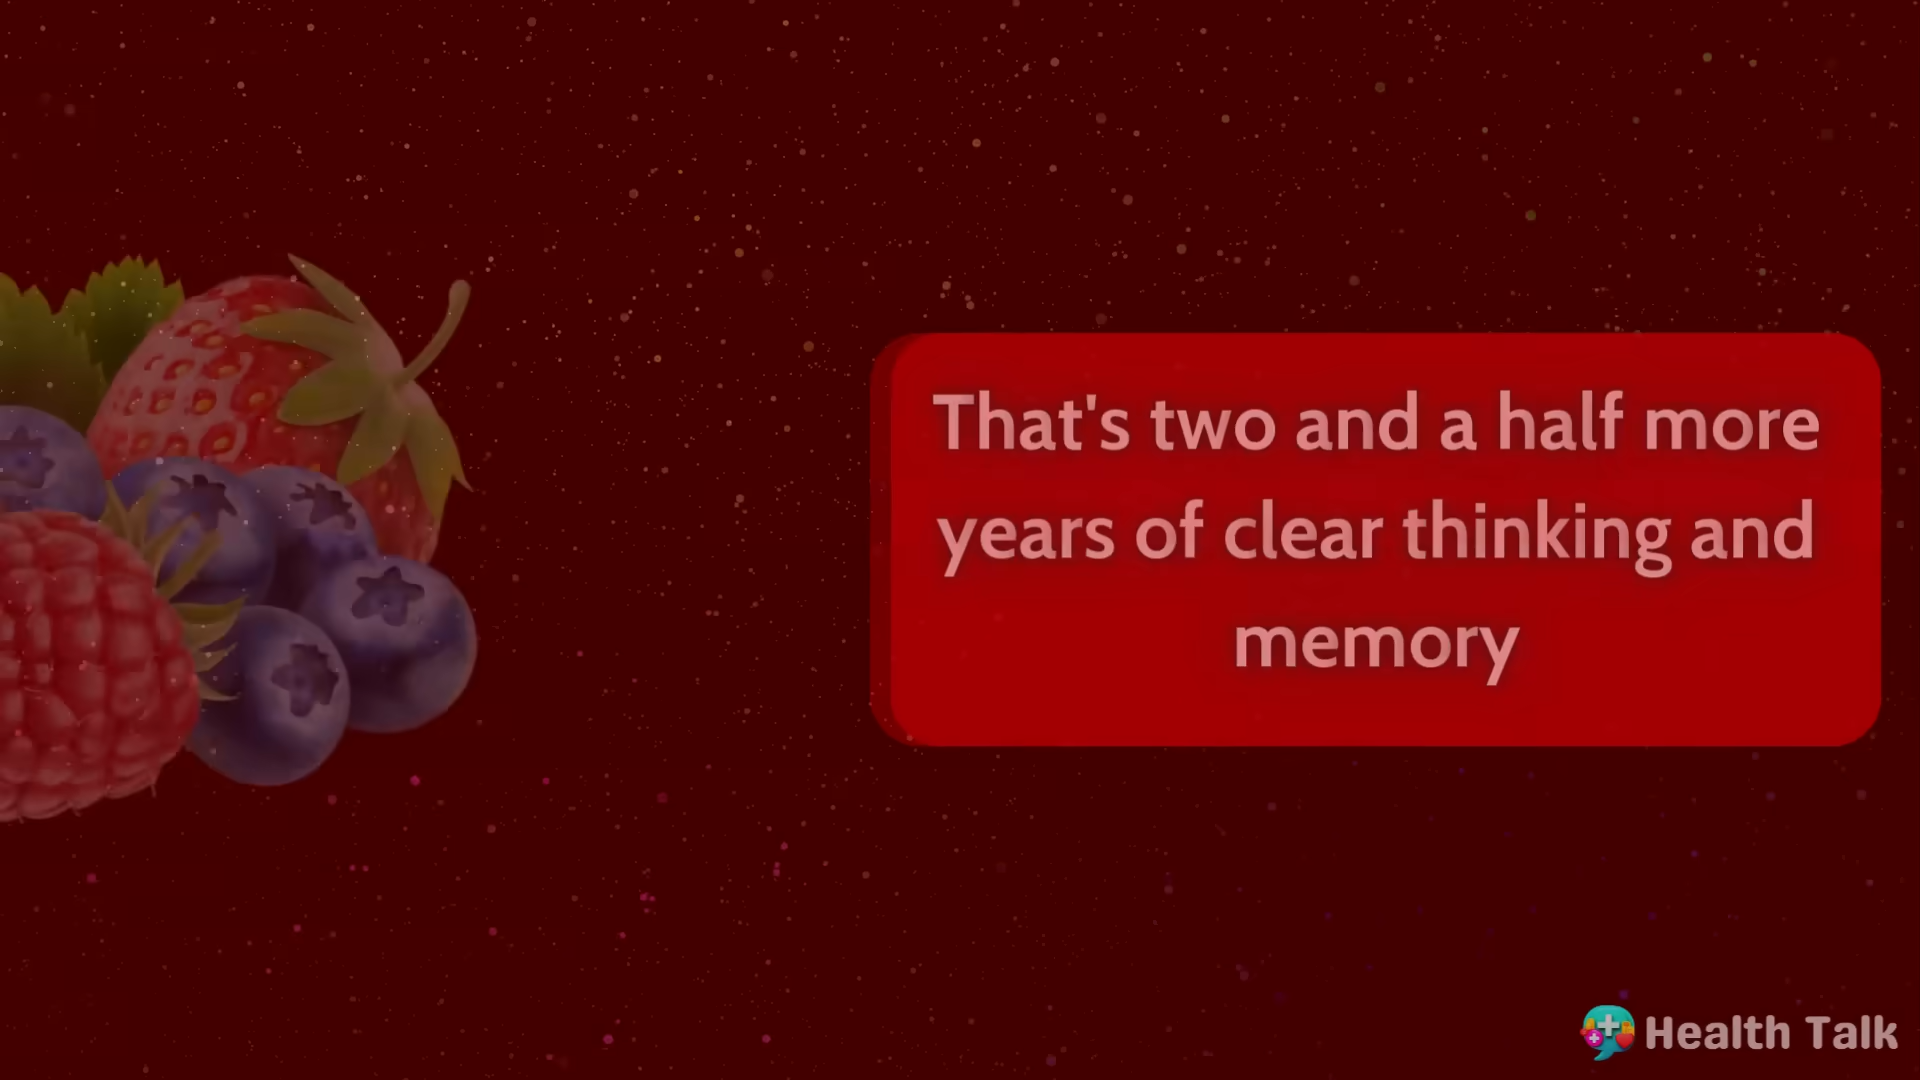 That's two and a half more
years of clear thinking and
memory
Health Talk